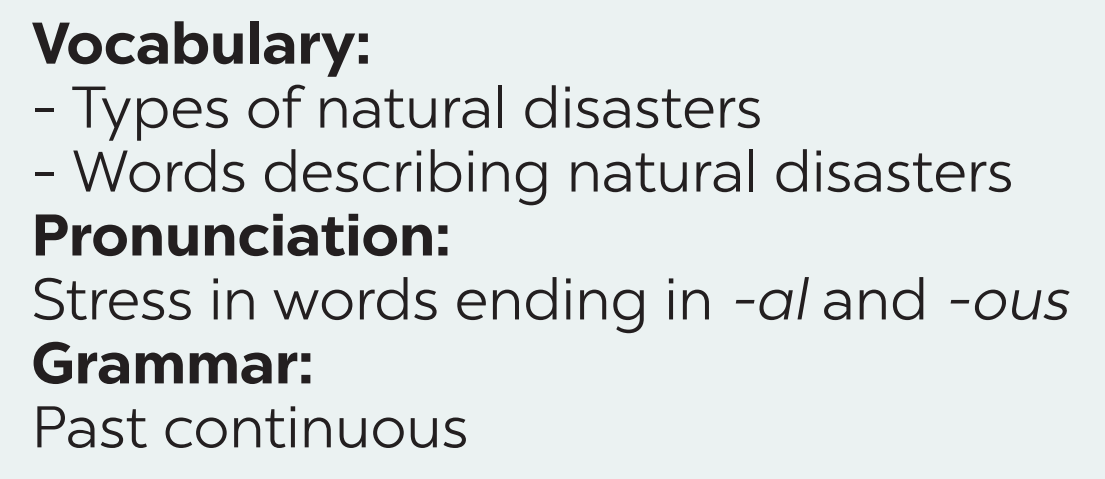 Vocabulary:
- Types of natural disasters
- Words describing natural disasters
Pronunciation:
Stress in words ending in -al and -ous
Grammar:
Past continuous